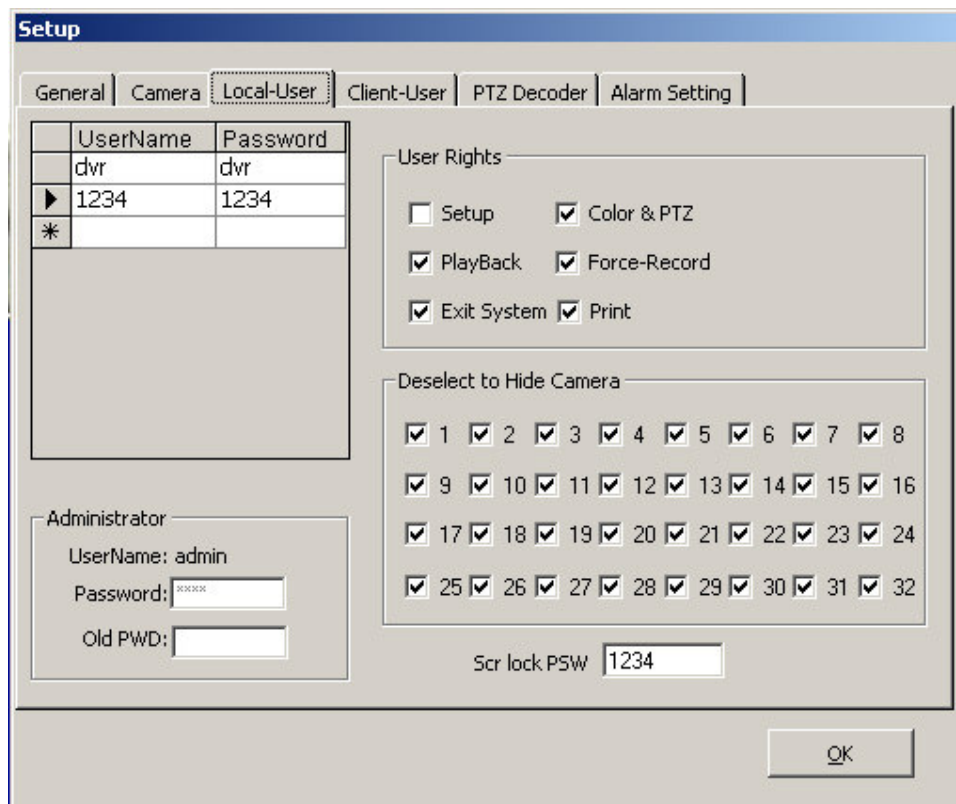 Setup
General Camera Local-User Client-User PTZ Decoder Alarm Setting
UserName Password
dvr dvr
1234 1234
User Rights
Setup Color & PTZ
PlayBack Force-Record
Exit System Print
Deselect to Hide Camera
1 2 3 4 5 6 7 8
9 10 11 12 13 14 15 16
17 18 19 20 21 22 23 24
25 26 27 28 29 30 31 32
Administrator
UserName: admin
Password: ****
Old PWD:
Scr lock PSW 1234
OK